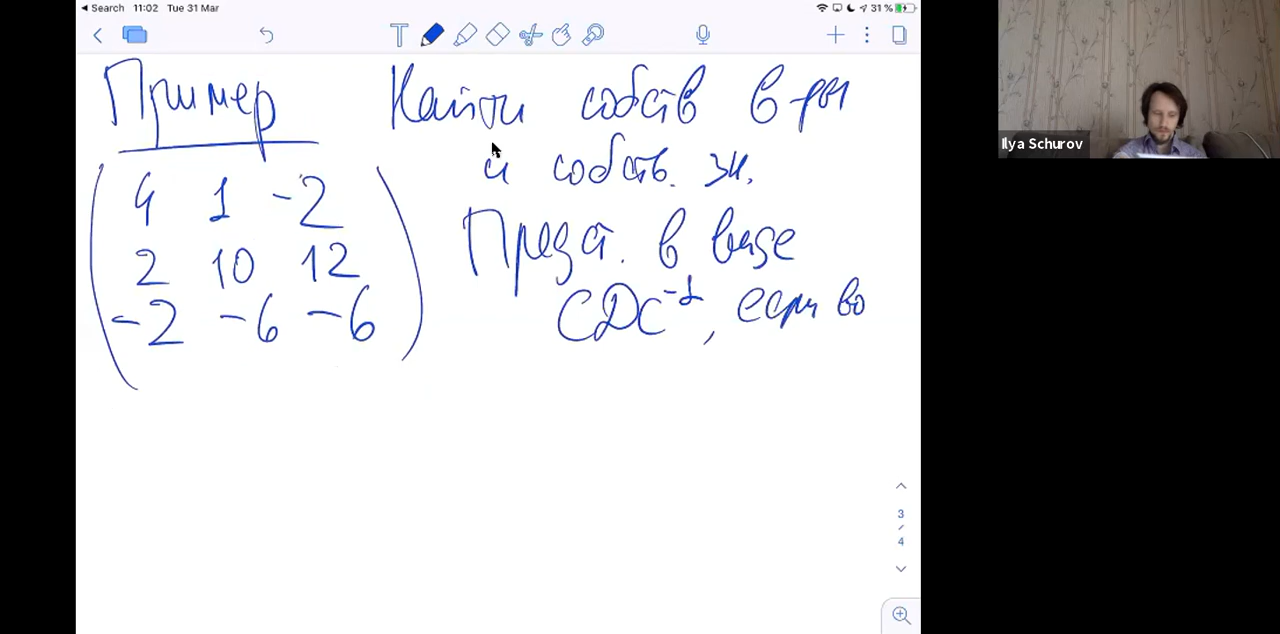 Search 11:02 Tue 31 Mar
31 %
Ilya Schurov
Пример Найти собств в-ры
и собств. зн.
4 1 -2
2 10 12
-2 -6 -6
Предст. в виде
CDC⁻¹, если во
3
/
4